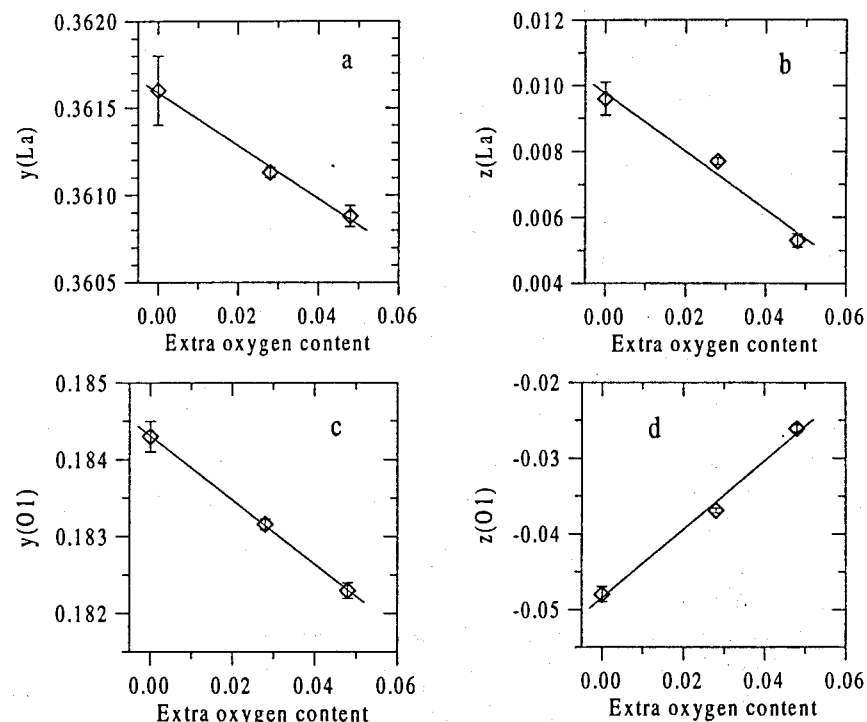 0.3620
0.3615
0.3610
0.3605
y(La)
a
0.00 0.02 0.04 0.06
Extra oxygen content
0.012
0.010
0.008
0.006
0.004
z(La)
b
0.00 0.02 0.04 0.06
Extra oxygen content
0.185
0.184
0.183
0.182
y(O1)
c
0.00 0.02 0.04 0.06
Extra oxygen content
-0.02
-0.03
-0.04
-0.05
z(O1)
d
0.00 0.02 0.04 0.06
Extra oxygen content